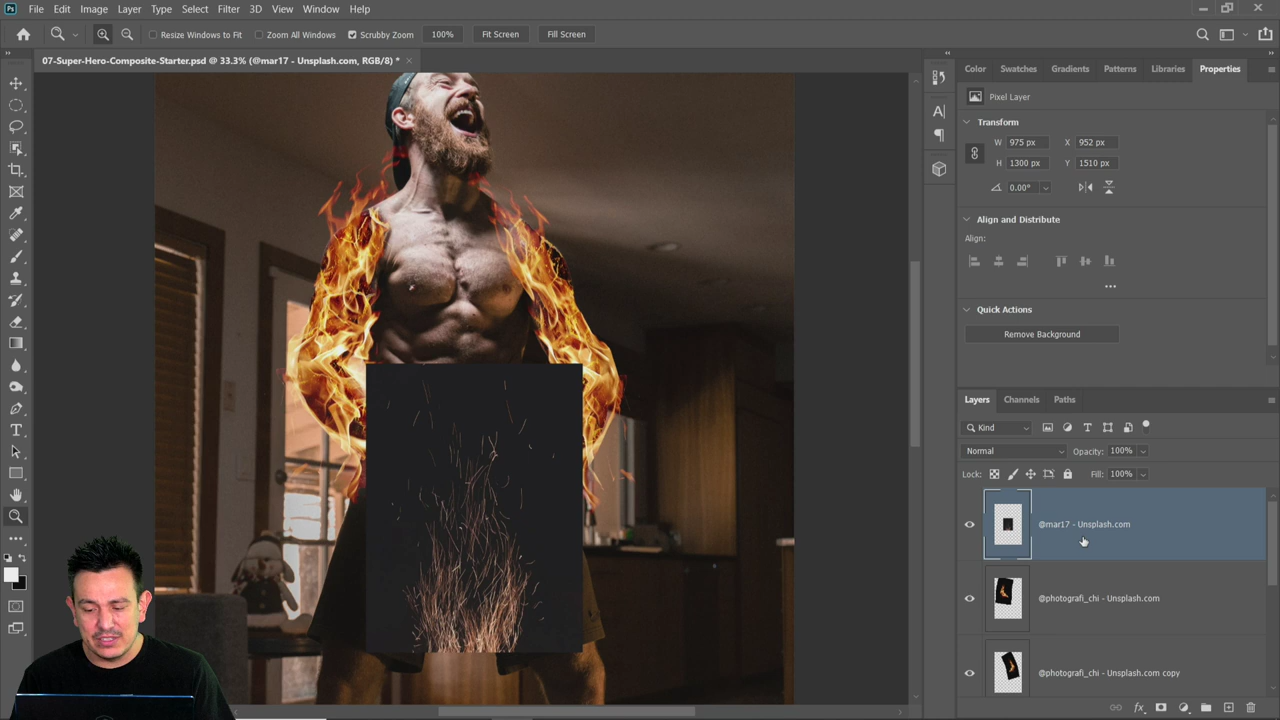 Ps File Edit Image Layer Type Select Filter 3D View Window Help
Resize Windows to Fit Zoom All Windows Scrubby Zoom 100% Fit Screen Fill Screen
07-Super-Hero-Composite-Starter.psd @ 33.3% (@mar17 - Unsplash.com, RGB/8) * ×
Color Swatches Gradients Patterns Libraries Properties
Pixel Layer
Transform
W 975 px X 952 px
H 1300 px Y 1510 px
0.00°
Align and Distribute
Align:
Quick Actions
Remove Background
Layers Channels Paths
Kind
Normal Opacity: 100%
Lock: Fill: 100%
@mar17 - Unsplash.com
@photografi_chi - Unsplash.com
@photografi_chi - Unsplash.com copy